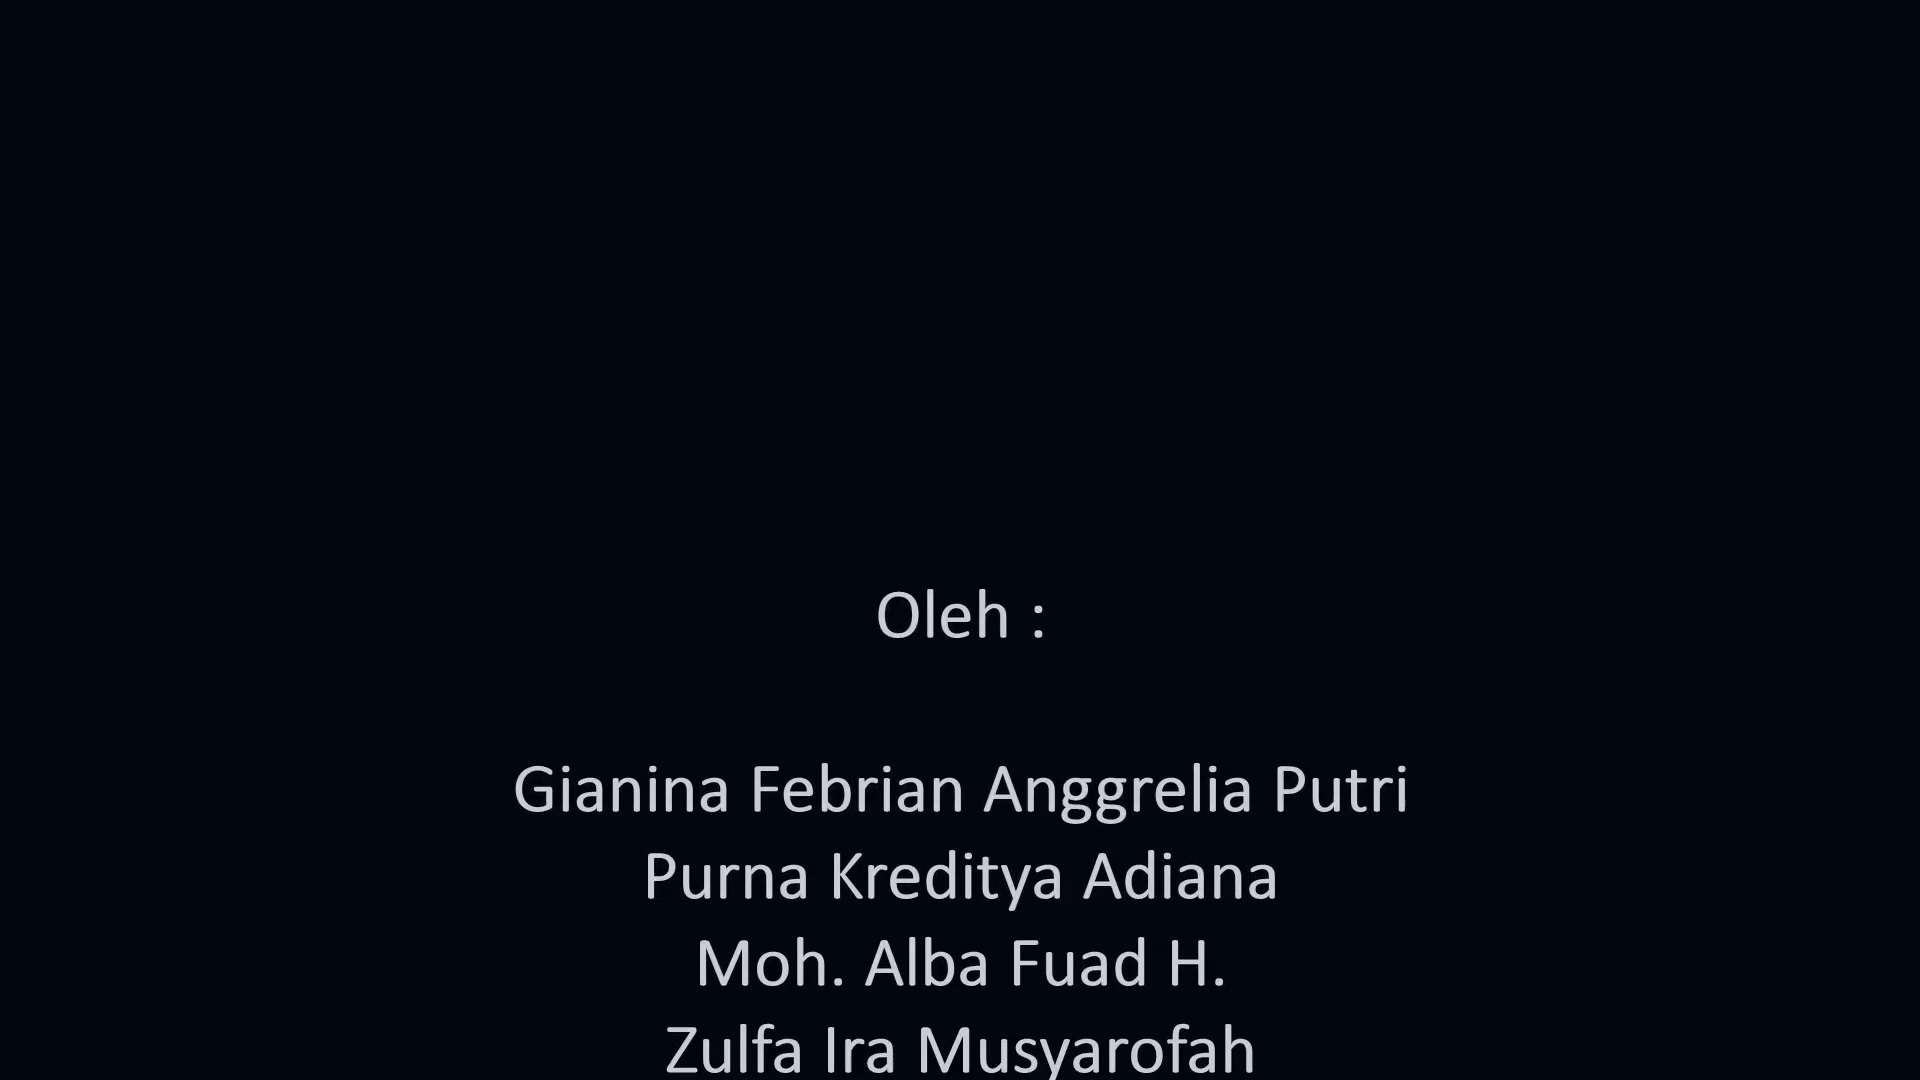 Oleh :
Gianina Febrian Anggrelia Putri
Purna Kreditya Adiana
Moh. Alba Fuad H.
Zulfa Ira Musyarofah